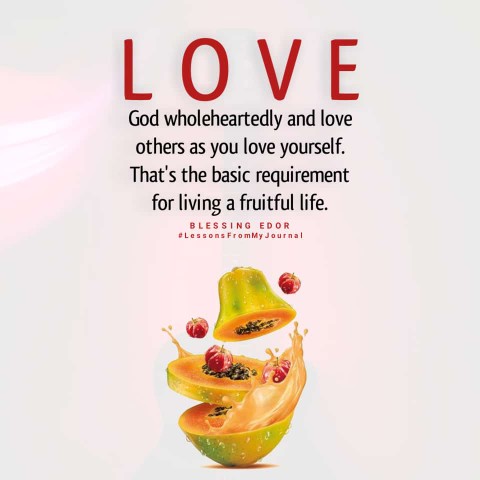 LOVE
God wholeheartedly and love
others as you love yourself.
That's the basic requirement
for living a fruitful life.
BLESSING EDOR
#LessonsFromMyJournal